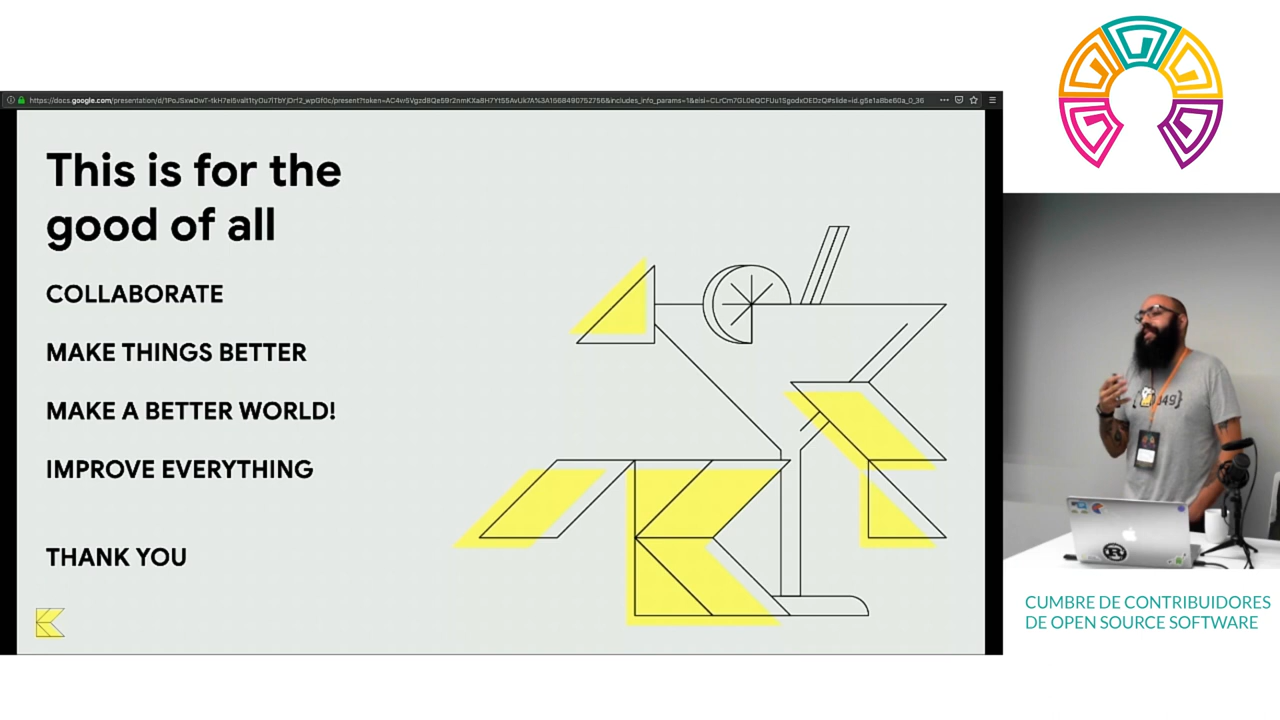 This is for the
good of all
COLLABORATE
MAKE THINGS BETTER
MAKE A BETTER WORLD!
IMPROVE EVERYTHING
THANK YOU
CUMBRE DE CONTRIBUIDORES
DE OPEN SOURCE SOFTWARE